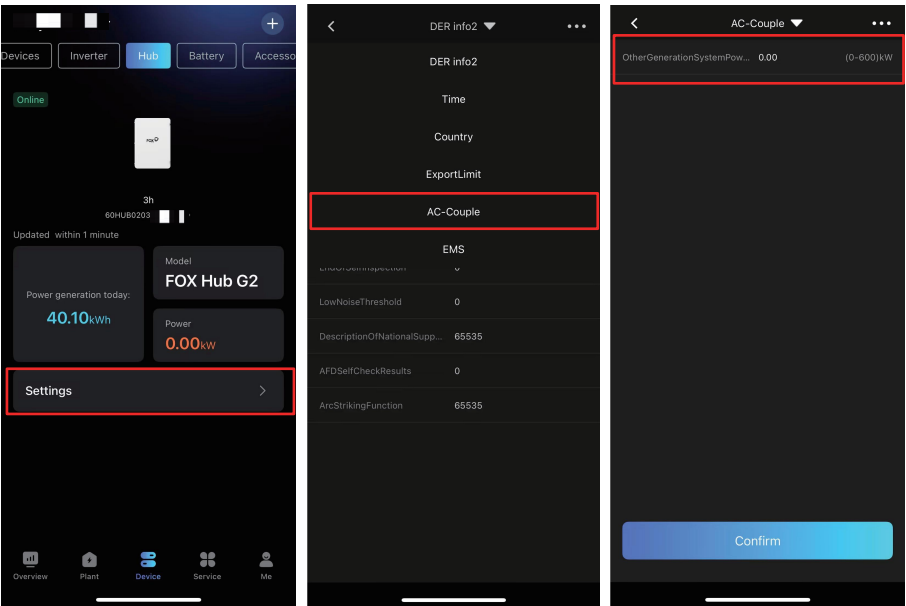 Devices
Inverter
Hub
Battery
Accesso
Online
FOX
3h
60HUB0203
Updated within 1 minute
Power generation today:
40.10kWh
Model
FOX Hub G2
Power
0.00kW
Settings
Overview
Plant
Device
Service
Me
DER info2
DER info2
Time
Country
ExportLimit
AC-Couple
EMS
EndOfSelfInspection 0
LowNoiseThreshold 0
DescriptionOfNationalSupp... 65535
AFDSelfCheckResults 0
ArcStrikingFunction 65535
AC-Couple
OtherGenerationSystemPow... 0.00 (0-600)kW
Confirm